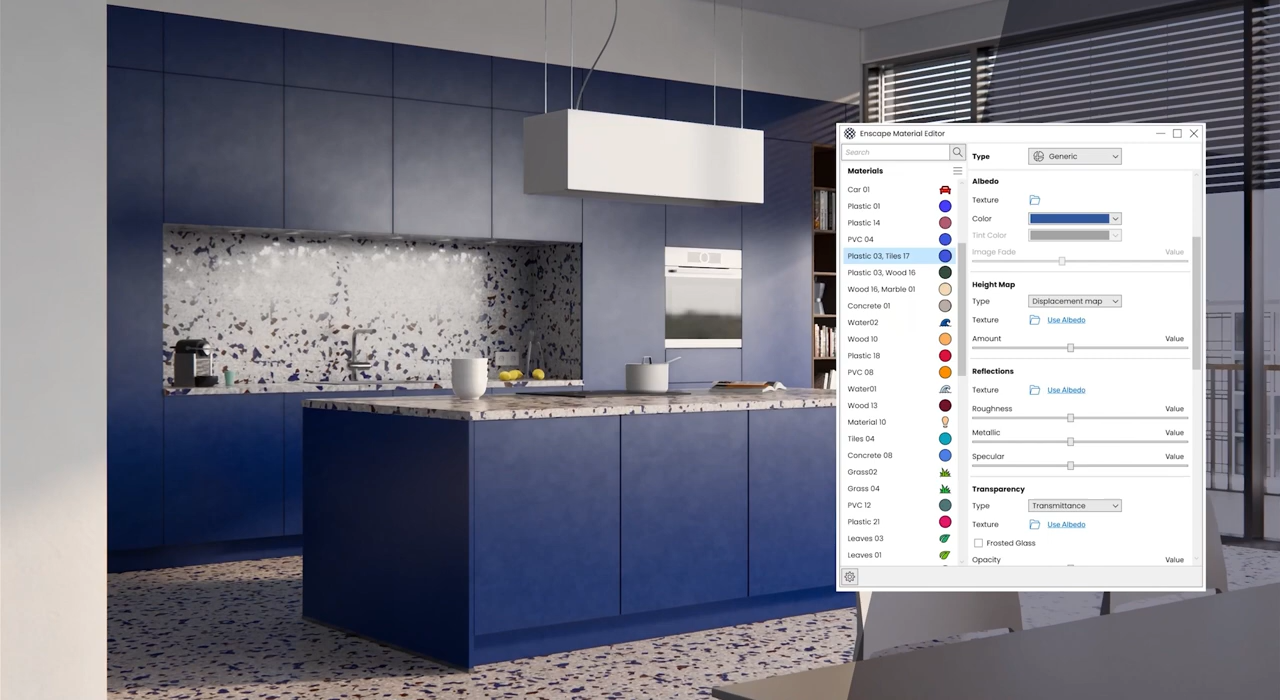 Enscape Material Editor
Search
Materials
Car 01
Plastic 01
Plastic 14
PVC 04
Plastic 03, Tiles 17
Plastic 03, Wood 16
Wood 16, Marble 01
Concrete 01
Water02
Wood 10
Plastic 18
PVC 08
Water01
Wood 13
Material 10
Tiles 04
Concrete 08
Grass02
Grass 04
PVC 12
Plastic 21
Leaves 03
Leaves 01
Type Generic
Albedo
Texture
Color
Tint Color
Image Fade Value
Height Map
Type Displacement map
Texture Use Albedo
Amount Value
Reflections
Texture Use Albedo
Roughness Value
Metallic Value
Specular Value
Transparency
Type Transmittance
Texture Use Albedo
Frosted Glass
Opacity Value